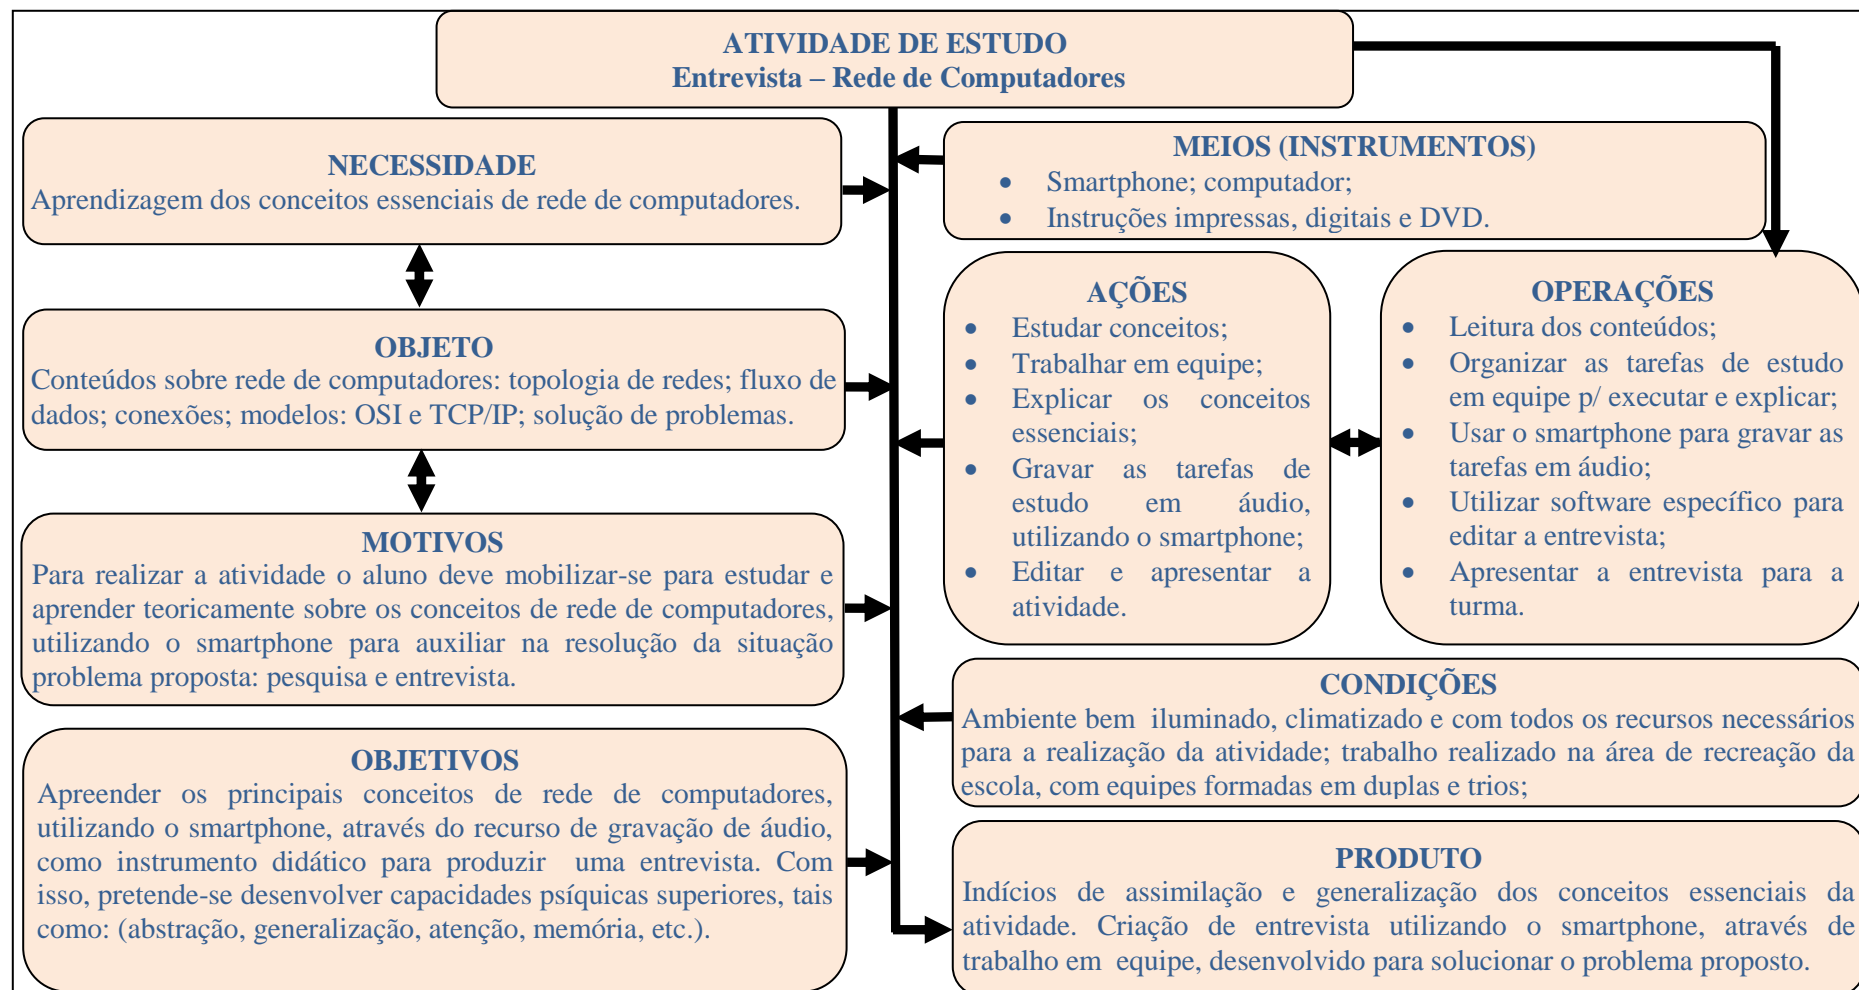 ATIVIDADE DE ESTUDO
Entrevista – Rede de Computadores
NECESSIDADE
Aprendizagem dos conceitos essenciais de rede de computadores.
OBJETO
Conteúdos sobre rede de computadores: topologia de redes; fluxo de
dados; conexões; modelos: OSI e TCP/IP; solução de problemas.
MOTIVOS
Para realizar a atividade o aluno deve mobilizar-se para estudar e
aprender teoricamente sobre os conceitos de rede de computadores,
utilizando o smartphone para auxiliar na resolução da situação
problema proposta: pesquisa e entrevista.
OBJETIVOS
Apreender os principais conceitos de rede de computadores,
utilizando o smartphone, através do recurso de gravação de áudio,
como instrumento didático para produzir uma entrevista. Com
isso, pretende-se desenvolver capacidades psíquicas superiores, tais
como: (abstração, generalização, atenção, memória, etc.).
MEIOS (INSTRUMENTOS)
• Smartphone; computador;
• Instruções impressas, digitais e DVD.
AÇÕES
• Estudar conceitos;
• Trabalhar em equipe;
• Explicar os conceitos
essenciais;
• Gravar as tarefas de
estudo em áudio,
utilizando o smartphone;
• Editar e apresentar a
atividade.
OPERAÇÕES
• Leitura dos conteúdos;
• Organizar as tarefas de estudo
em equipe p/ executar e explicar;
• Usar o smartphone para gravar as
tarefas em áudio;
• Utilizar software específico para
editar a entrevista;
• Apresentar a entrevista para a
turma.
CONDIÇÕES
Ambiente bem iluminado, climatizado e com todos os recursos necessários
para a realização da atividade; trabalho realizado na área de recreação da
escola, com equipes formadas em duplas e trios;
PRODUTO
Indícios de assimilação e generalização dos conceitos essenciais da
atividade. Criação de entrevista utilizando o smartphone, através de
trabalho em equipe, desenvolvido para solucionar o problema proposto.